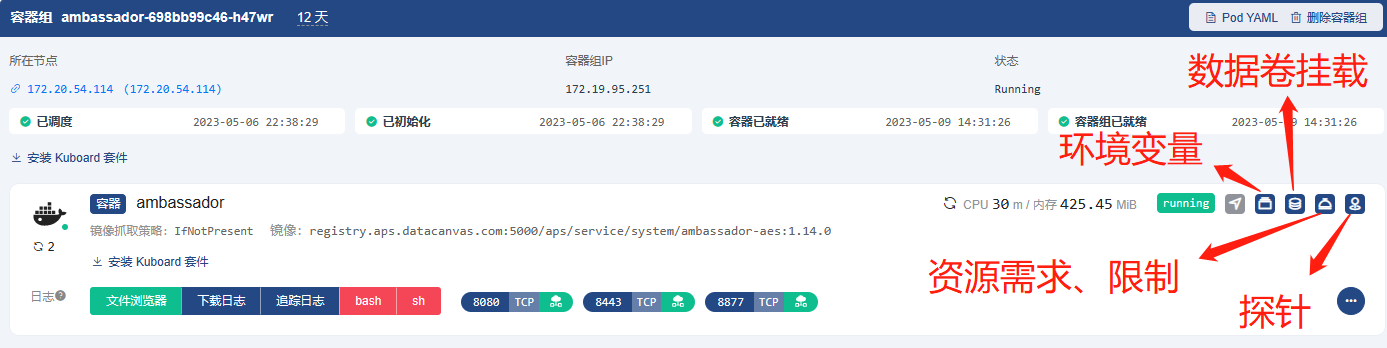 容器组 ambassador-698bb99c46-h47wr 12 天 Pod YAML 删除容器组
所在节点 容器组IP 状态
172.20.54.114 (172.20.54.114) 172.19.95.251 Running
数据卷挂载
已调度 2023-05-06 22:38:29 已初始化 2023-05-06 22:38:29 容器已就绪 2023-05-09 14:31:26 容器组已就绪 2023-05-09 14:31:26
环境变量
安装 Kuboard 套件
容器 ambassador CPU 30 m / 内存 425.45 MiB running
镜像抓取策略: IfNotPresent 镜像: registry.aps.datacanvas.com:5000/aps/service/system/ambassador-aes:1.14.0
2
安装 Kuboard 套件
资源需求、限制
日志 文件浏览器 下载日志 追踪日志 bash sh 8080 TCP 8443 TCP 8877 TCP
探针